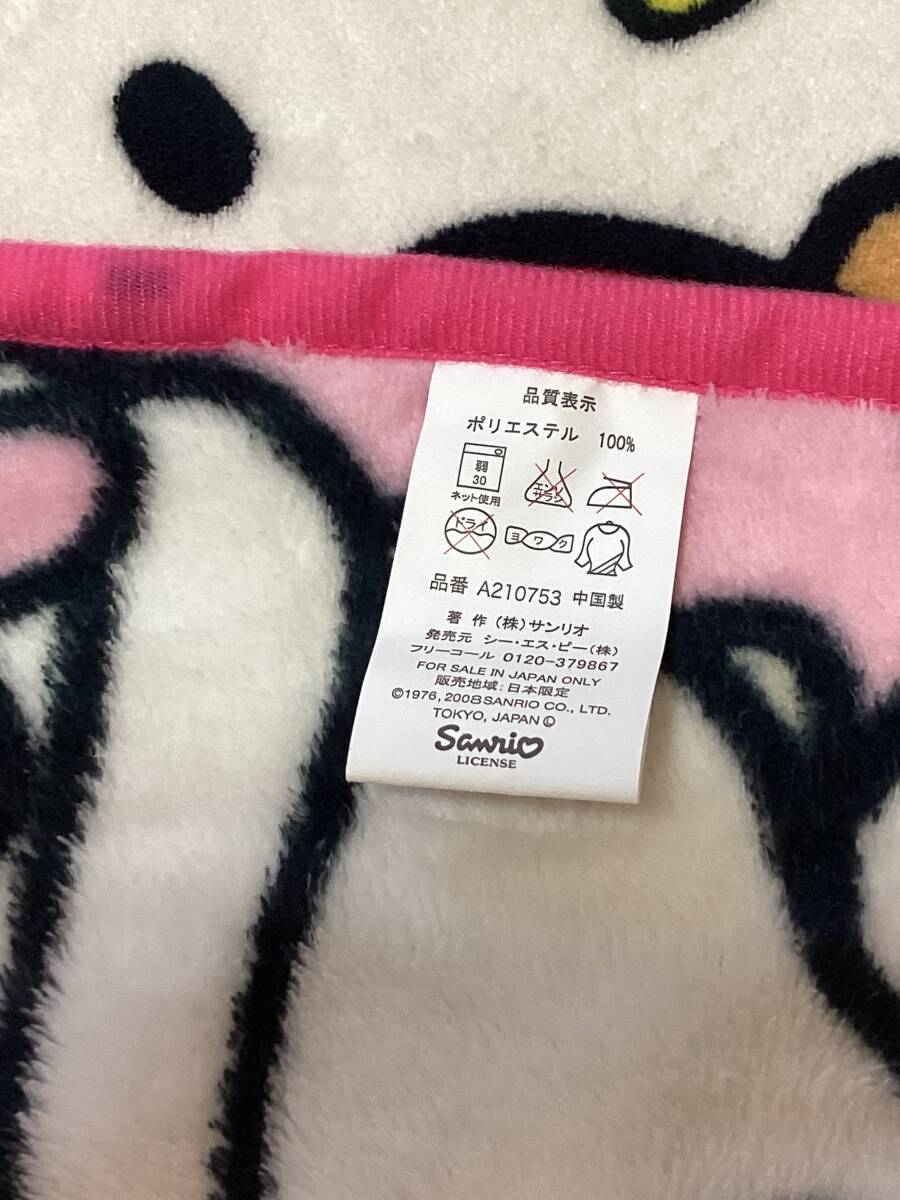 品質表示
ポリエステル 100%
弱
30
ネット使用
エンソ
サラシ
ドライ
ヨワク
品番 A210753 中国製
著 作 (株)サンリオ
発売元 シー・エス・ピー(株)
フリーコール 0120-379867
FOR SALE IN JAPAN ONLY
販売地域:日本限定
©1976, 2008 SANRIO CO., LTD.
TOKYO, JAPAN ©
Sanrio
LICENSE